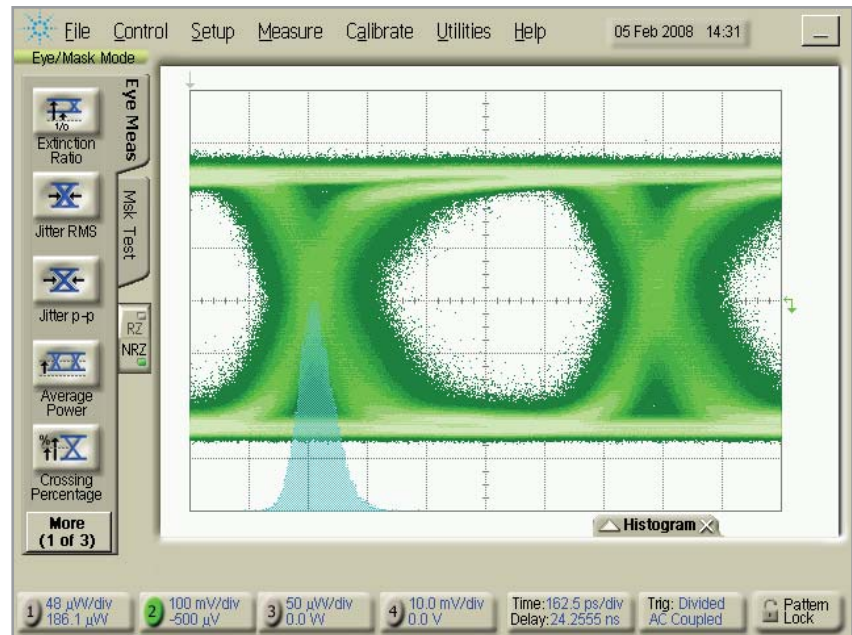 File Control Setup Measure Calibrate Utilities Help 05 Feb 2008 14:31
Eye/Mask Mode
Eye Meas
Msk Test
1/0
Extinction
Ratio
Jitter RMS
Jitter p-p
RZ
NRZ
Average
Power
%
Crossing
Percentage
More
(1 of 3)
Histogram
1 48 µW/div
186.1 µW
2 100 mV/div
-500 µV
3 50 µW/div
0.0 W
4 10.0 mV/div
0.0 V
Time:162.5 ps/div
Delay:24.2555 ns
Trig: Divided
AC Coupled
Pattern
Lock